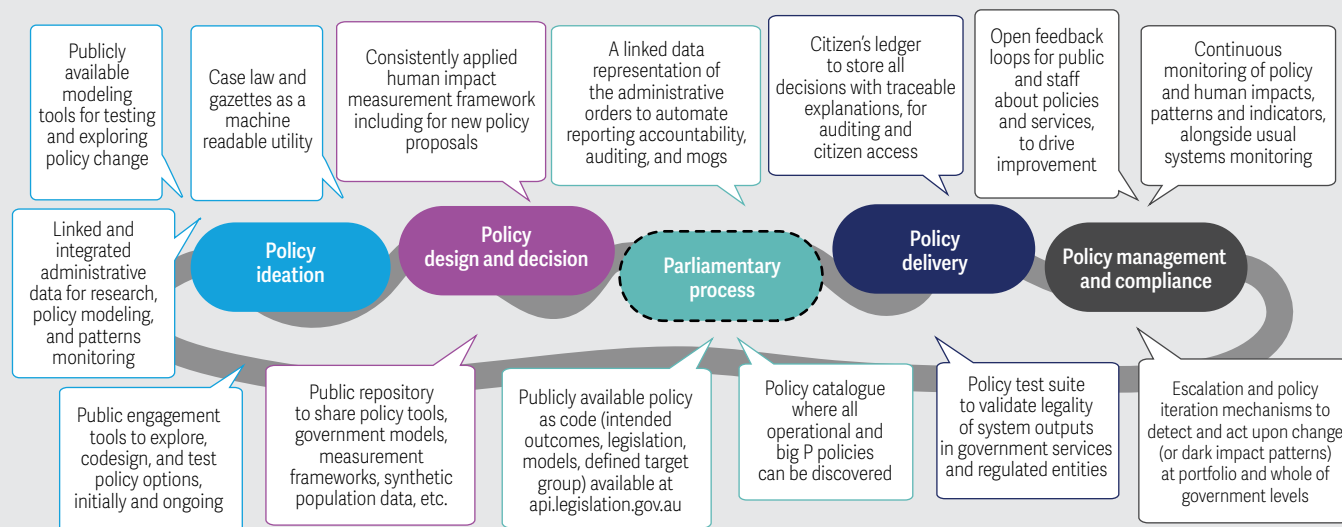 Publicly
available
modeling
tools for testing
and exploring
policy change
Case law and
gazettes as a
machine
readable utility
Consistently applied
human impact
measurement framework
including for new policy
proposals
A linked data
representation of
the administrative
orders to automate
reporting accountability,
auditing, and mogs
Citizen's ledger
to store all
decisions with traceable
explanations, for
auditing and
citizen access
Open feedback
loops for public
and staff
about policies
and services,
to drive
improvement
Continuous
monitoring of policy
and human impacts,
patterns and indicators,
alongside usual
systems monitoring
Linked and
integrated
administrative
data for research,
policy modeling,
and patterns
monitoring
Policy
ideation
Policy
design and decision
Parliamentary
process
Policy
delivery
Policy management
and compliance
Public engagement
tools to explore,
codesign, and test
policy options,
initially and ongoing
Public repository
to share policy tools,
government models,
measurement
frameworks, synthetic
population data, etc.
Publicly available policy
as code (intended
outcomes, legislation,
models, defined target
group) available at
api.legislation.gov.au
Policy catalogue
where all
operational and
big P policies
can be discovered
Policy test suite
to validate legality
of system outputs
in government services
and regulated entities
Escalation and policy
iteration mechanisms to
detect and act upon change
(or dark impact patterns)
at portfolio and whole of
government levels